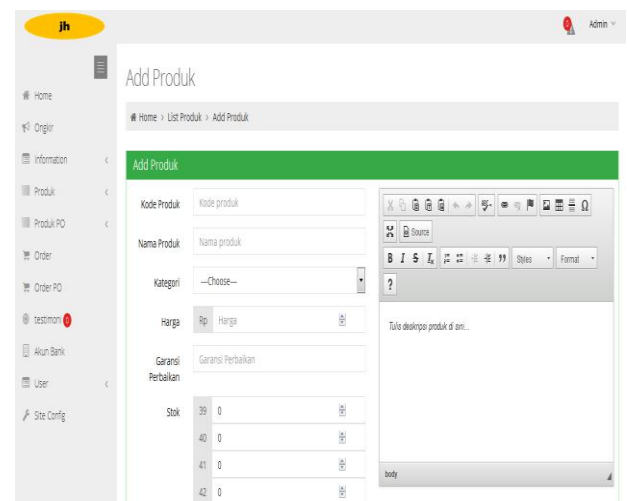 jh
0
Admin
Home
Ongkir
Information
Produk
Produk PO
Order
Order PO
testimoni 0
Akun Bank
User
Site Config
Add Produk
Home > List Produk > Add Produk
Add Produk
Kode Produk Kode produk
Nama Produk Nama produk
Kategori ---Choose---
Harga Rp Harga
Garansi Perbaikan Garansi Perbaikan
Stok
39 0
40 0
41 0
42 0
Source
B I S Ix
Styles Format
?
Tulis deskripsi produk di sini...
body